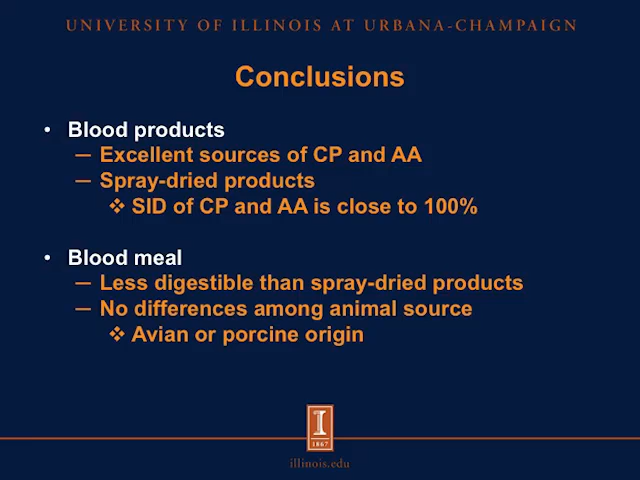 UNIVERSITY OF ILLINOIS AT URBANA-CHAMPAIGN
Conclusions
• Blood products
– Excellent sources of CP and AA
– Spray-dried products
❖ SID of CP and AA is close to 100%
• Blood meal
– Less digestible than spray-dried products
– No differences among animal source
❖ Avian or porcine origin
I
1867
illinois.edu